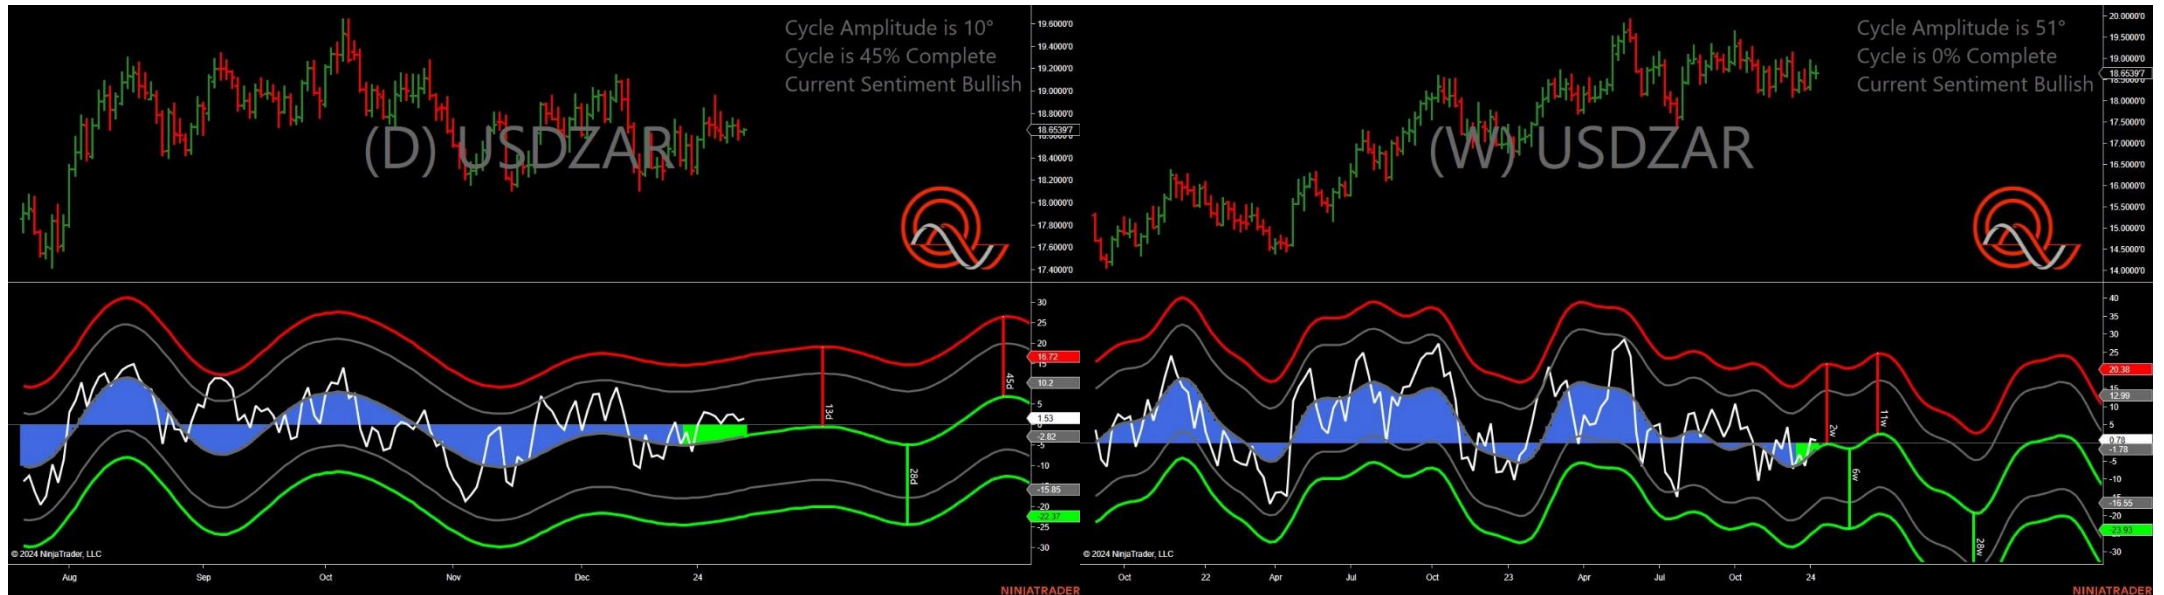 Cycle Amplitude is 10°
Cycle is 45% Complete
Current Sentiment Bullish
(D) USDZAR
19.6000'0
19.4000'0
19.2000'0
19.0000'0
18.8000'0
18.6539'7
18.4000'0
18.2000'0
18.0000'0
17.8000'0
17.6000'0
17.4000'0
30
25
20
16.72
15
10.2
5
1.53
-2.82
-5
-10
-15.85
-20
-22.37
-25
-30
13d
28d
45d
© 2024 NinjaTrader, LLC
Aug Sep Oct Nov Dec 24
NINJATRADER
Cycle Amplitude is 51°
Cycle is 0% Complete
Current Sentiment Bullish
(W) USDZAR
20.0000'0
19.5000'0
19.0000'0
18.6539'7
18.0000'0
17.5000'0
17.0000'0
16.5000'0
16.0000'0
15.5000'0
15.0000'0
14.5000'0
14.0000'0
40
35
30
25
20.38
15
12.99
10
5
0.78
-1.78
-5
-10
-16.55
-20
-23.93
-30
2w
11w
6w
28w
© 2024 NinjaTrader, LLC
Oct 22 Apr Jul Oct 23 Apr Jul Oct 24
NINJATRADER